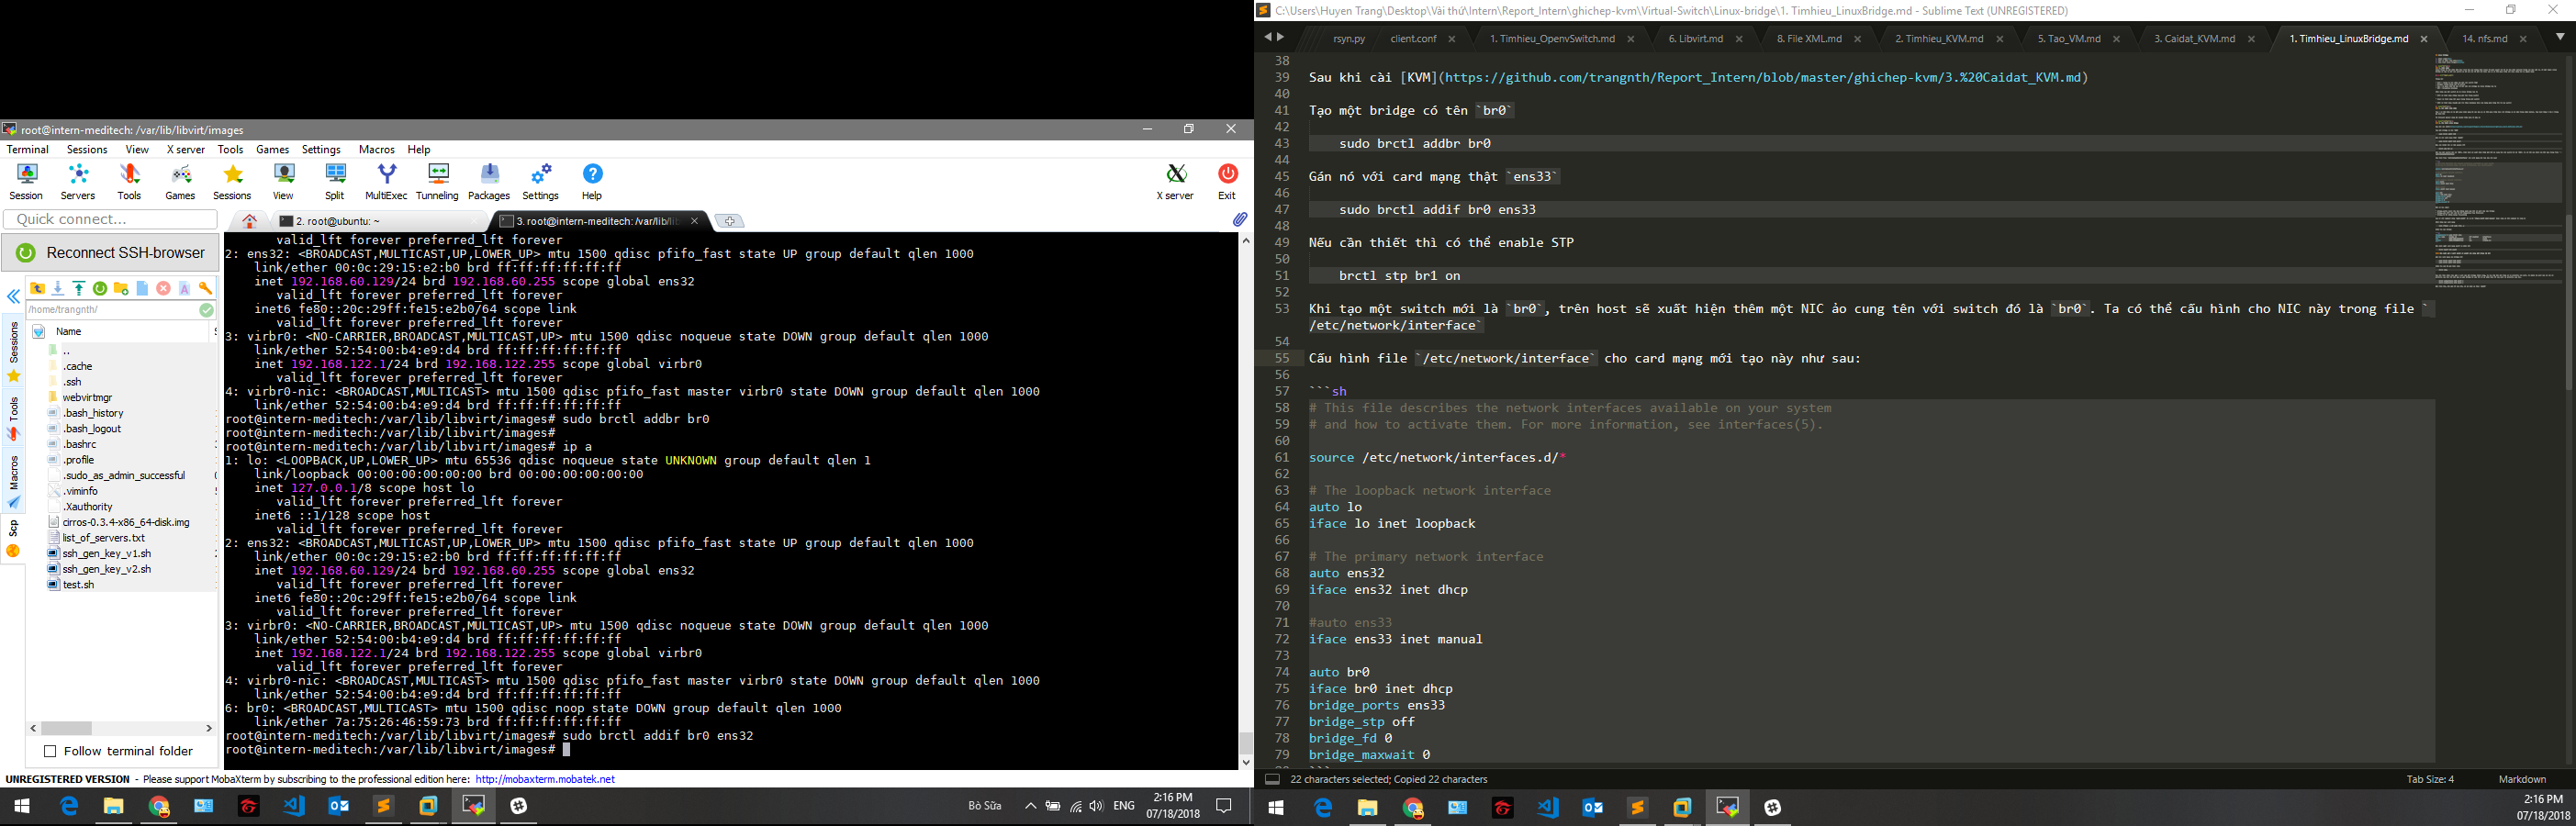 root@intern-meditech: /var/lib/libvirt/images
Terminal Sessions View X server Tools Games Settings Macros Help
Session Servers Tools Games Sessions View Split MultiExec Tunneling Packages Settings Help X server Exit
Quick connect...
2. root@ubuntu: ~
3. root@intern-meditech: /var/lib/lib
Reconnect SSH-browser
/home/trangnth/
Name
..
.cache
.ssh
webvirtmgr
.bash_history
.bash_logout
.bashrc
.profile
.sudo_as_admin_successful
.viminfo
.Xauthority
cirros-0.3.4-x86_64-disk.img
list_of_servers.txt
ssh_gen_key_v1.sh
ssh_gen_key_v2.sh
test.sh
Sessions
Tools
Macros
Scp
Follow terminal folder
valid_lft forever preferred_lft forever
2: ens32: <BROADCAST,MULTICAST,UP,LOWER_UP> mtu 1500 qdisc pfifo_fast state UP group default qlen 1000
link/ether 00:0c:29:15:e2:b0 brd ff:ff:ff:ff:ff:ff
inet 192.168.60.129/24 brd 192.168.60.255 scope global ens32
valid_lft forever preferred_lft forever
inet6 fe80::20c:29ff:fe15:e2b0/64 scope link
valid_lft forever preferred_lft forever
3: virbr0: <NO-CARRIER,BROADCAST,MULTICAST,UP> mtu 1500 qdisc noqueue state DOWN group default qlen 1000
link/ether 52:54:00:b4:e9:d4 brd ff:ff:ff:ff:ff:ff
inet 192.168.122.1/24 brd 192.168.122.255 scope global virbr0
valid_lft forever preferred_lft forever
4: virbr0-nic: <BROADCAST,MULTICAST> mtu 1500 qdisc pfifo_fast master virbr0 state DOWN group default qlen 1000
link/ether 52:54:00:b4:e9:d4 brd ff:ff:ff:ff:ff:ff
root@intern-meditech:/var/lib/libvirt/images# sudo brctl addbr br0
root@intern-meditech:/var/lib/libvirt/images#
root@intern-meditech:/var/lib/libvirt/images# ip a
1: lo: <LOOPBACK,UP,LOWER_UP> mtu 65536 qdisc noqueue state UNKNOWN group default qlen 1
link/loopback 00:00:00:00:00:00 brd 00:00:00:00:00:00
inet 127.0.0.1/8 scope host lo
valid_lft forever preferred_lft forever
inet6 ::1/128 scope host
valid_lft forever preferred_lft forever
2: ens32: <BROADCAST,MULTICAST,UP,LOWER_UP> mtu 1500 qdisc pfifo_fast state UP group default qlen 1000
link/ether 00:0c:29:15:e2:b0 brd ff:ff:ff:ff:ff:ff
inet 192.168.60.129/24 brd 192.168.60.255 scope global ens32
valid_lft forever preferred_lft forever
inet6 fe80::20c:29ff:fe15:e2b0/64 scope link
valid_lft forever preferred_lft forever
3: virbr0: <NO-CARRIER,BROADCAST,MULTICAST,UP> mtu 1500 qdisc noqueue state DOWN group default qlen 1000
link/ether 52:54:00:b4:e9:d4 brd ff:ff:ff:ff:ff:ff
inet 192.168.122.1/24 brd 192.168.122.255 scope global virbr0
valid_lft forever preferred_lft forever
4: virbr0-nic: <BROADCAST,MULTICAST> mtu 1500 qdisc pfifo_fast master virbr0 state DOWN group default qlen 1000
link/ether 52:54:00:b4:e9:d4 brd ff:ff:ff:ff:ff:ff
6: br0: <BROADCAST,MULTICAST> mtu 1500 qdisc noop state DOWN group default qlen 1000
link/ether 7a:75:26:46:59:73 brd ff:ff:ff:ff:ff:ff
root@intern-meditech:/var/lib/libvirt/images# sudo brctl addif br0 ens32
root@intern-meditech:/var/lib/libvirt/images#
UNREGISTERED VERSION - Please support MobaXterm by subscribing to the professional edition here: http://mobaxterm.mobatek.net
Bò Sữa ENG 2:16 PM
07/18/2018
C:\Users\Huyen Trang\Desktop\Vài thứ\Intern\Report_Intern\ghichep-kvm\Virtual-Switch\Linux-bridge\1. Timhieu_LinuxBridge.md - Sublime Text (UNREGISTERED)
rsyn.py client.conf 1. Timhieu_OpenvSwitch.md 6. Libvirt.md 8. File XML.md 2. Timhieu_KVM.md 5. Tao_VM.md 3. Caidat_KVM.md 1. Timhieu_LinuxBridge.md 14. nfs.md
38
39 Sau khi cài [KVM](https://github.com/trangnth/Report_Intern/blob/master/ghichep-kvm/3.%20Caidat_KVM.md)
40
41 Tạo một bridge có tên `br0`
42
43 sudo brctl addbr br0
44
45 Gán nó với card mạng thật `ens33`
46
47 sudo brctl addif br0 ens33
48
49 Nếu cần thiết thì có thể enable STP
50
51 brctl stp br1 on
52
53 Khi tạo một switch mới là `br0`, trên host sẽ xuất hiện thêm một NIC ảo cung tên với switch đó là `br0`. Ta có thể cấu hình cho NIC này trong file `
/etc/network/interface`
54
55 Cấu hình file `/etc/network/interface` cho card mạng mới tạo này như sau:
56
57 ```sh
58 # This file describes the network interfaces available on your system
59 # and how to activate them. For more information, see interfaces(5).
60
61 source /etc/network/interfaces.d/*
62
63 # The loopback network interface
64 auto lo
65 iface lo inet loopback
66
67 # The primary network interface
68 auto ens32
69 iface ens32 inet dhcp
70
71 #auto ens33
72 iface ens33 inet manual
73
74 auto br0
75 iface br0 inet dhcp
76 bridge_ports ens33
77 bridge_stp off
78 bridge_fd 0
79 bridge_maxwait 0
22 characters selected; Copied 22 characters
Tab Size: 4 Markdown
2:16 PM
07/18/2018